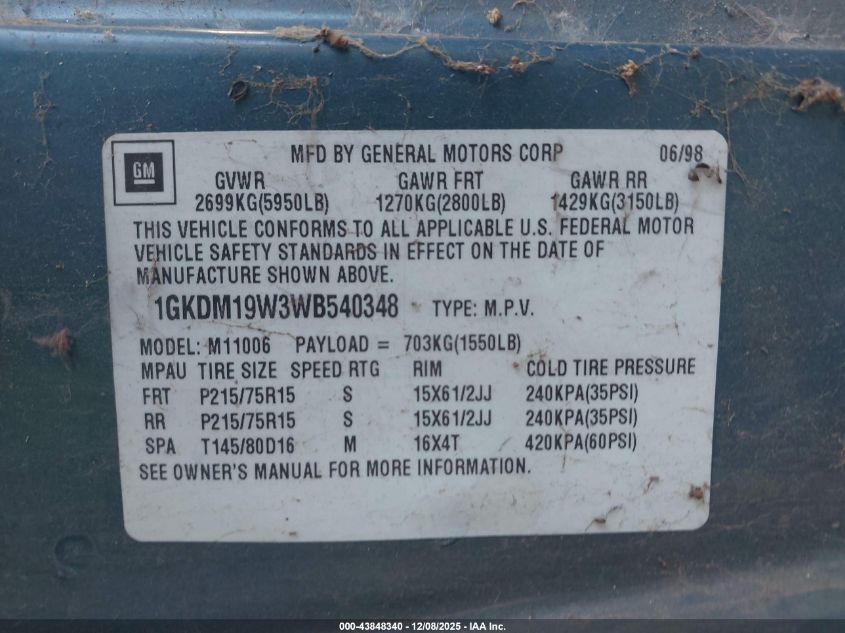 GM
MFD BY GENERAL MOTORS CORP 06/98
GVWR GAWR FRT GAWR RR
2699KG(5950LB) 1270KG(2800LB) 1429KG(3150LB)
THIS VEHICLE CONFORMS TO ALL APPLICABLE U.S. FEDERAL MOTOR
VEHICLE SAFETY STANDARDS IN EFFECT ON THE DATE OF
MANUFACTURE SHOWN ABOVE.
1GKDM19W3WB540348 TYPE: M.P.V.
MODEL: M11006 PAYLOAD = 703KG(1550LB)
MPAU TIRE SIZE SPEED RTG RIM COLD TIRE PRESSURE
FRT P215/75R15 S 15X61/2JJ 240KPA(35PSI)
RR P215/75R15 S 15X61/2JJ 240KPA(35PSI)
SPA T145/80D16 M 16X4T 420KPA(60PSI)
SEE OWNER'S MANUAL FOR MORE INFORMATION.
000-43848340 - 12/08/2025 - IAA Inc.